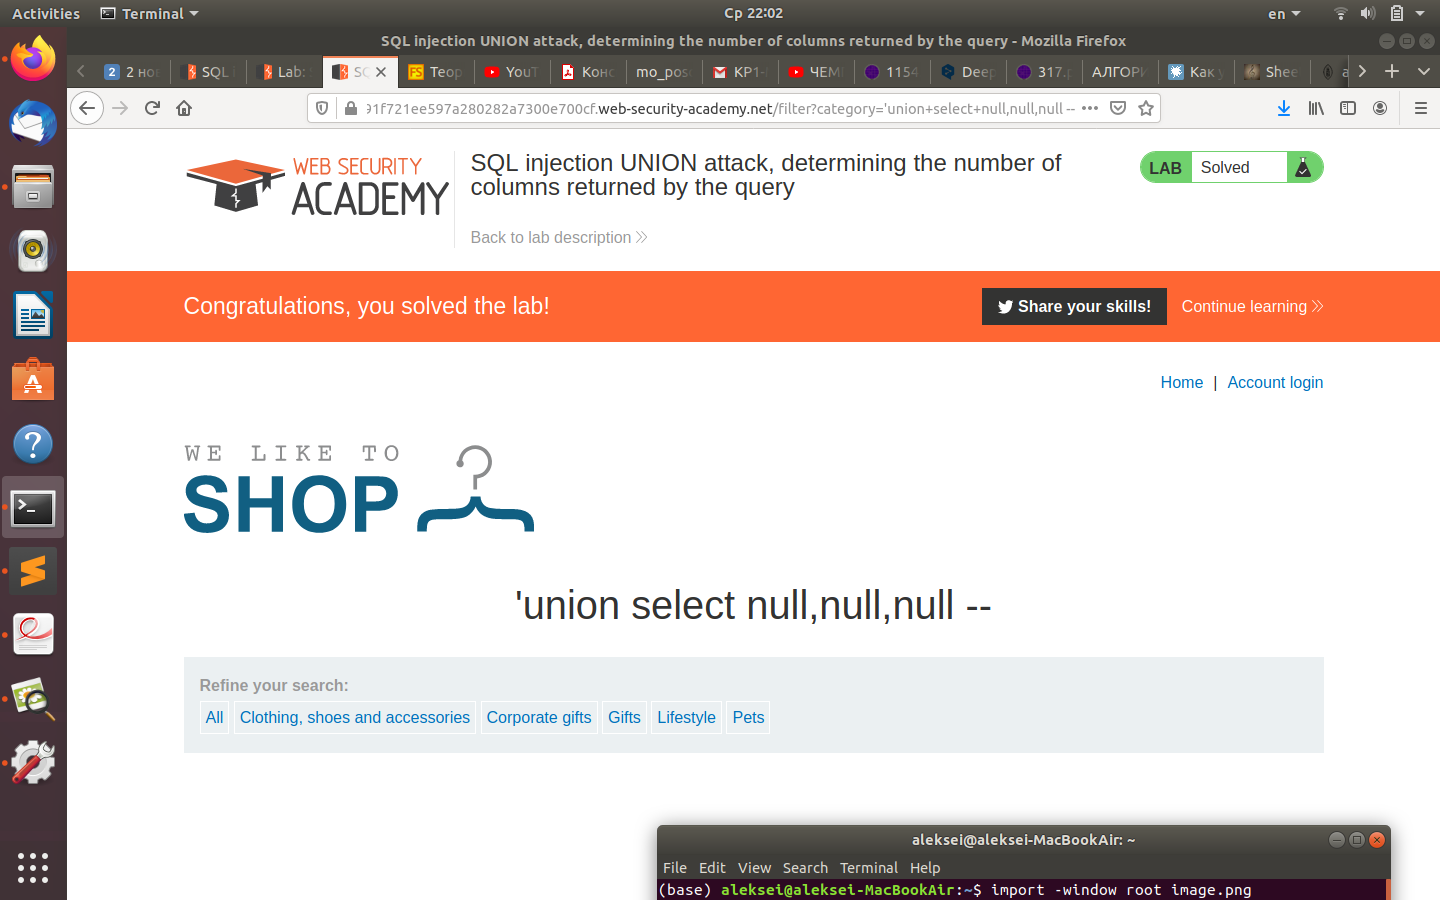 Activities Terminal Ср 22:02 en
SQL injection UNION attack, determining the number of columns returned by the query - Mozilla Firefox
2 но SQL Lab: SC Теор YouT Конс mo_pos КР1- ЧЕМ 1154 Deep 317. АЛГОРИ Как Shee
91f721ee597a280282a7300e700cf.web-security-academy.net/filter?category='union+select+null,null,null --
WEB SECURITY
ACADEMY
SQL injection UNION attack, determining the number of
columns returned by the query
Back to lab description
LAB Solved
Congratulations, you solved the lab!
Share your skills! Continue learning
Home | Account login
WE LIKE TO
SHOP
'union select null,null,null --
Refine your search:
All Clothing, shoes and accessories Corporate gifts Gifts Lifestyle Pets
aleksei@aleksei-MacBookAir: ~
File Edit View Search Terminal Help
(base) aleksei@aleksei-MacBookAir:~$ import -window root image.png